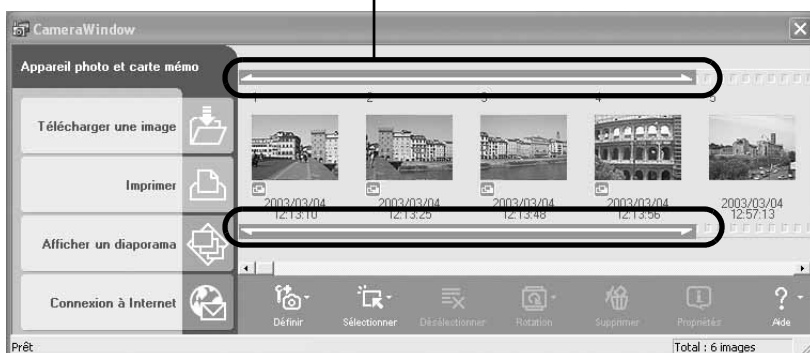 CameraWindow
Appareil photo et carte mémo
Télécharger une image
Imprimer
Afficher un diaporama
Connexion à Internet
1 2 3 4 5
2003/03/04 2003/03/04 2003/03/04 2003/03/04 2003/03/04
12:13:10 12:13:25 12:13:48 12:13:56 12:57:13
Définir Sélectionner Désélectionner Rotation Supprimer Propriétés Aide
Prêt Total : 6 images